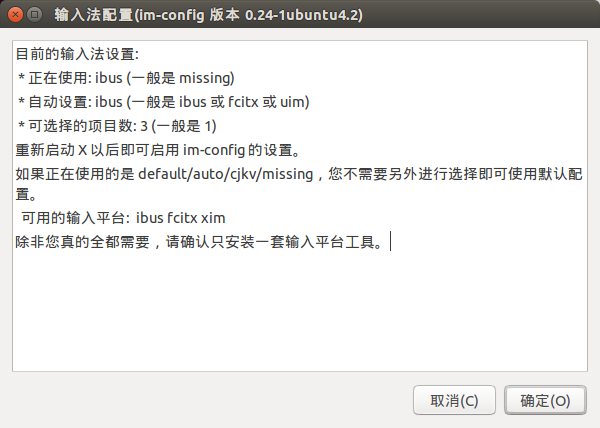 输入法配置(im-config 版本 0.24-1ubuntu4.2)
目前的输入法设置:
* 正在使用: ibus (一般是 missing)
* 自动设置: ibus (一般是 ibus 或 fcitx 或 uim)
* 可选择的项目数: 3 (一般是 1)
重新启动 X 以后即可启用 im-config 的设置。
如果正在使用的是 default/auto/cjkv/missing，您不需要另外进行选择即可使用默认配
置。
可用的输入平台: ibus fcitx xim
除非您真的全都需要，请确认只安装一套输入平台工具。
取消(C) 确定(O)